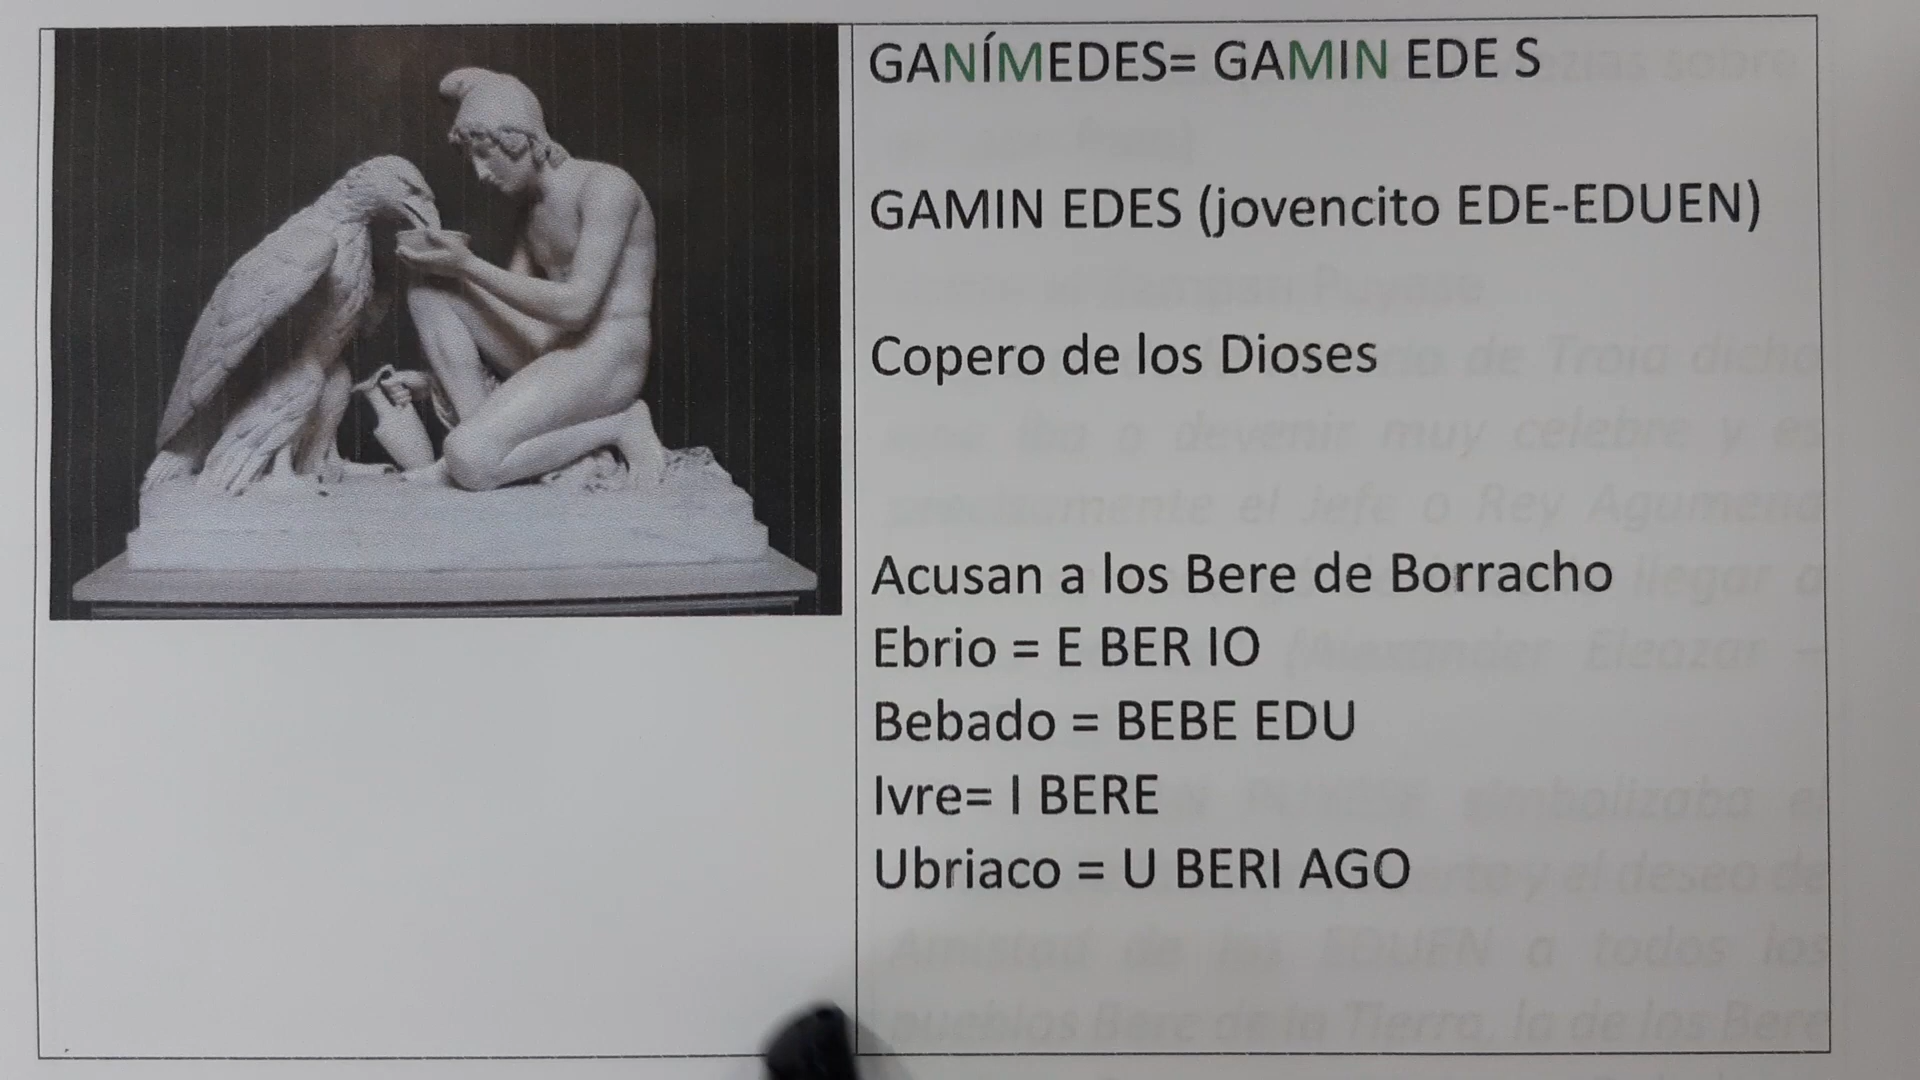 GANÍMEDES= GAMIN EDE S
GAMIN EDES (jovencito EDE-EDUEN)
Copero de los Dioses
Acusan a los Bere de Borracho
Ebrio = E BER IO
Bebado = BEBE EDU
Ivre= I BERE
Ubriaco = U BERI AGO